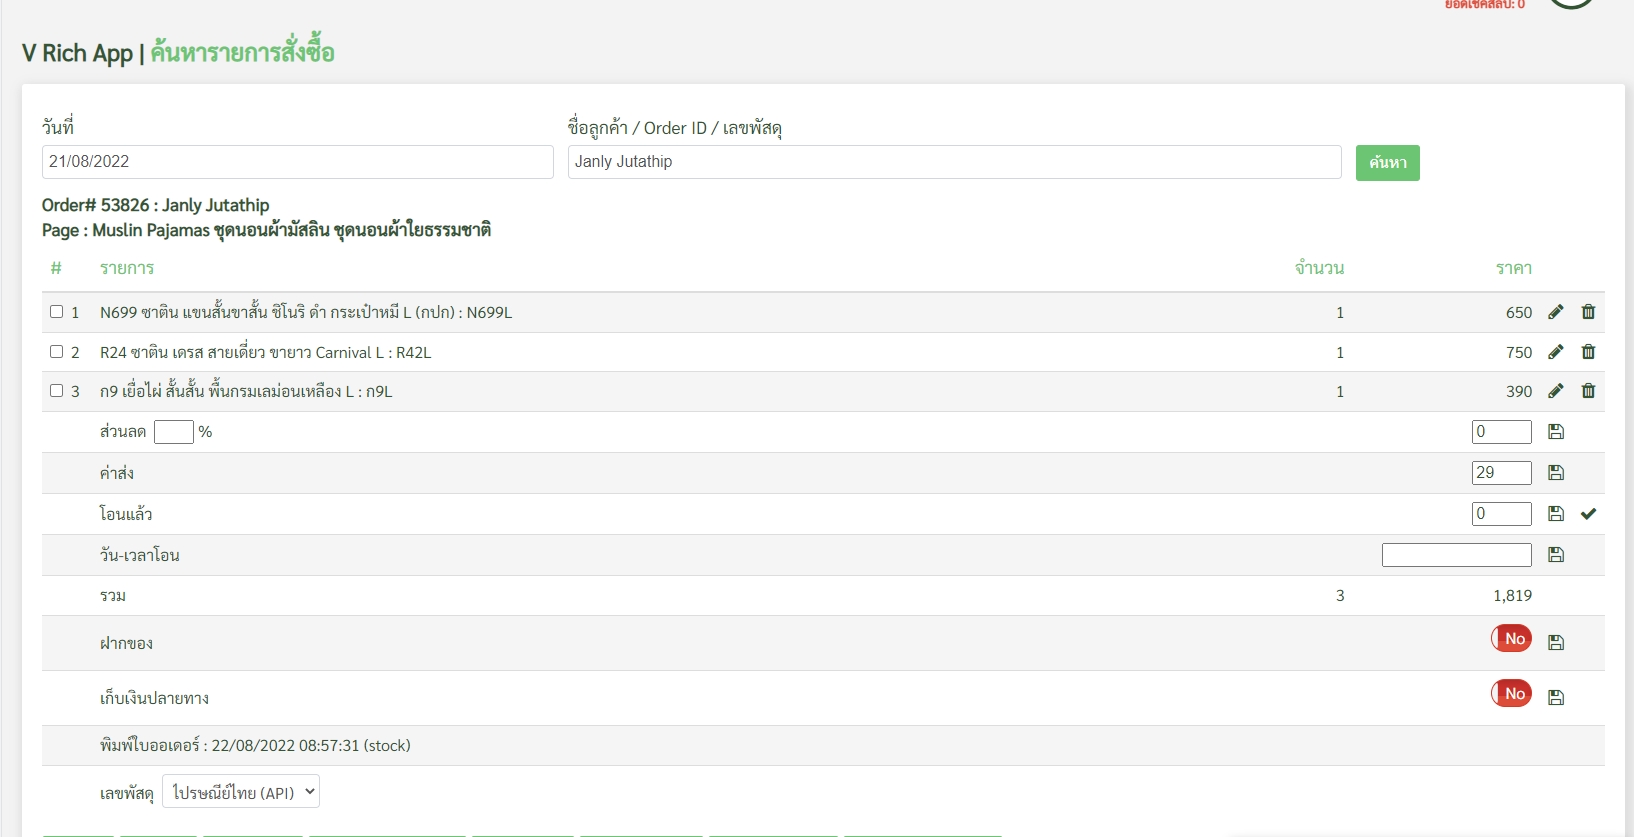 ยอดเช็คสลิป: 0
V Rich App | ค้นหารายการสั่งซื้อ
วันที่ ชื่อลูกค้า / Order ID / เลขพัสดุ
21/08/2022 Janly Jutathip ค้นหา
Order# 53826 : Janly Jutathip
Page : Muslin Pajamas ชุดนอนผ้ามัสลิน ชุดนอนผ้าใยธรรมชาติ
# รายการ จำนวน ราคา
1 N699 ซาติน แขนสั้นขาสั้น ชิโนริ ดำ กระเป๋าหมี L (กปก) : N699L 1 650
2 R24 ซาติน เดรส สายเดี่ยว ขายาว Carnival L : R42L 1 750
3 ก9 เยื่อไผ่ สั้นสั้น พื้นกรมเลม่อนเหลือง L : ก9L 1 390
ส่วนลด % 0
ค่าส่ง 29
โอนแล้ว 0
วัน-เวลาโอน
รวม 3 1,819
ฝากของ No
เก็บเงินปลายทาง No
พิมพ์ใบออเดอร์ : 22/08/2022 08:57:31 (stock)
เลขพัสดุ ไปรษณีย์ไทย (API)